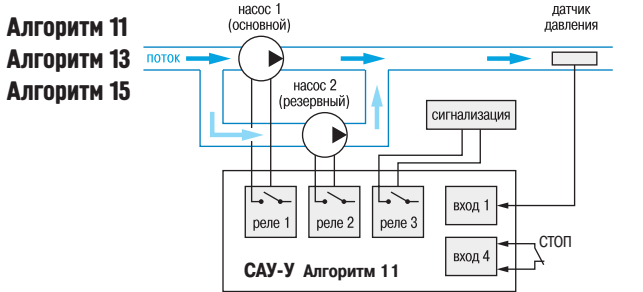 Алгоритм 11
Алгоритм 13
Алгоритм 15
насос 1
(основной)
датчик
давления
поток
насос 2
(резервный)
сигнализация
реле 1
реле 2
реле 3
вход 1
вход 4
СТОП
САУ-У Алгоритм 11